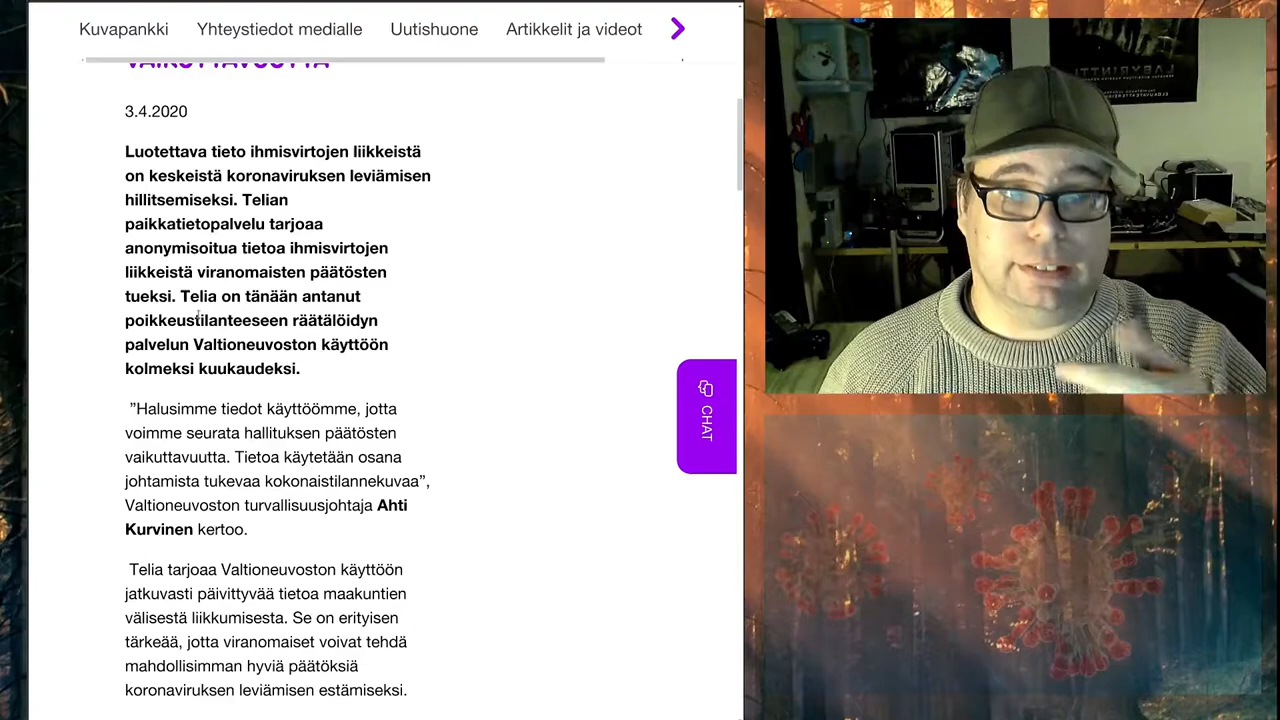 Kuvapankki Yhteystiedot medialle Uutishuone Artikkelit ja videot
VAIKUTTAVUUTTA
3.4.2020
Luotettava tieto ihmisvirtojen liikkeistä
on keskeistä koronaviruksen leviämisen
hillitsemiseksi. Telian
paikkatietopalvelu tarjoaa
anonymisoitua tietoa ihmisvirtojen
liikkeistä viranomaisten päätösten
tueksi. Telia on tänään antanut
poikkeustilanteeseen räätälöidyn
palvelun Valtioneuvoston käyttöön
kolmeksi kuukaudeksi.
”Halusimme tiedot käyttöömme, jotta
voimme seurata hallituksen päätösten
vaikuttavuutta. Tietoa käytetään osana
johtamista tukevaa kokonaistilannekuvaa”,
Valtioneuvoston turvallisuusjohtaja Ahti
Kurvinen kertoo.
Telia tarjoaa Valtioneuvoston käyttöön
jatkuvasti päivittyvää tietoa maakuntien
välisestä liikkumisesta. Se on erityisen
tärkeää, jotta viranomaiset voivat tehdä
mahdollisimman hyviä päätöksiä
koronaviruksen leviämisen estämiseksi.
CHAT
LABYRINTTI